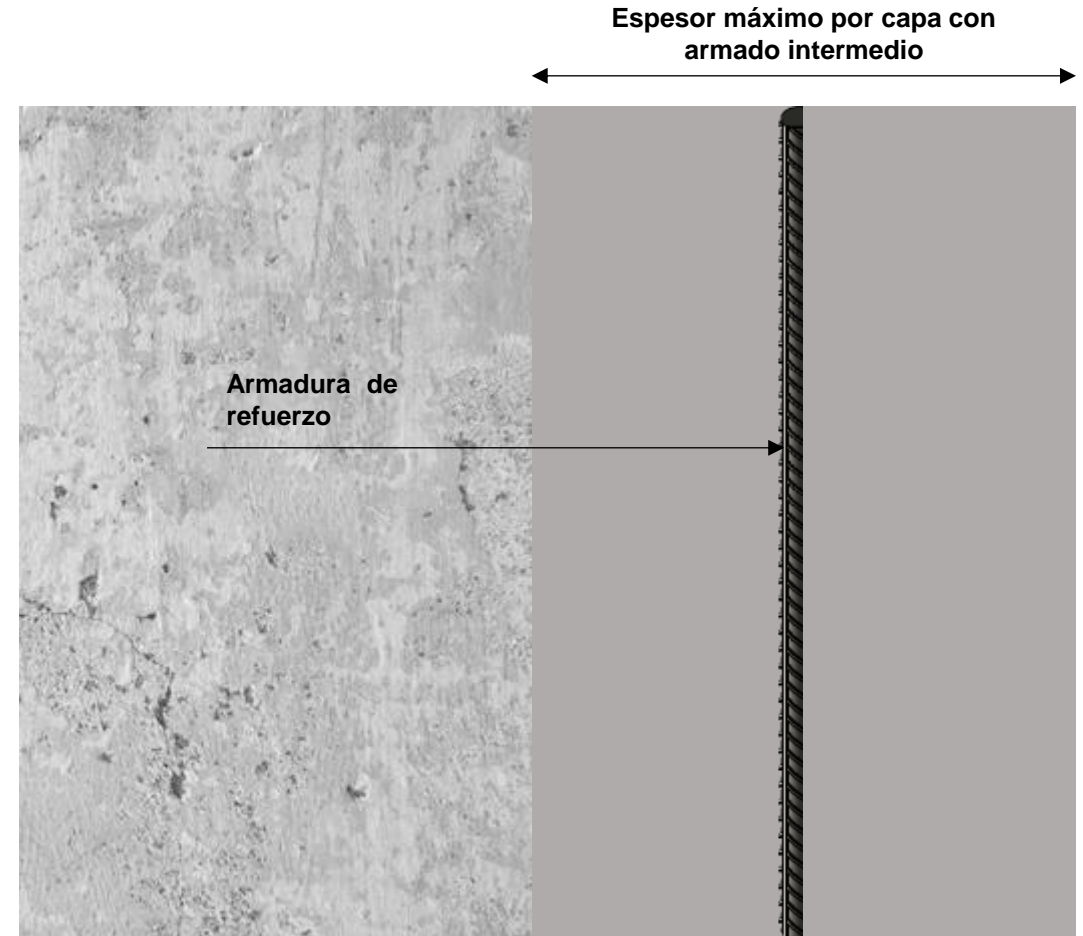 Espesor máximo por capa con
armado intermedio
Armadura de
refuerzo